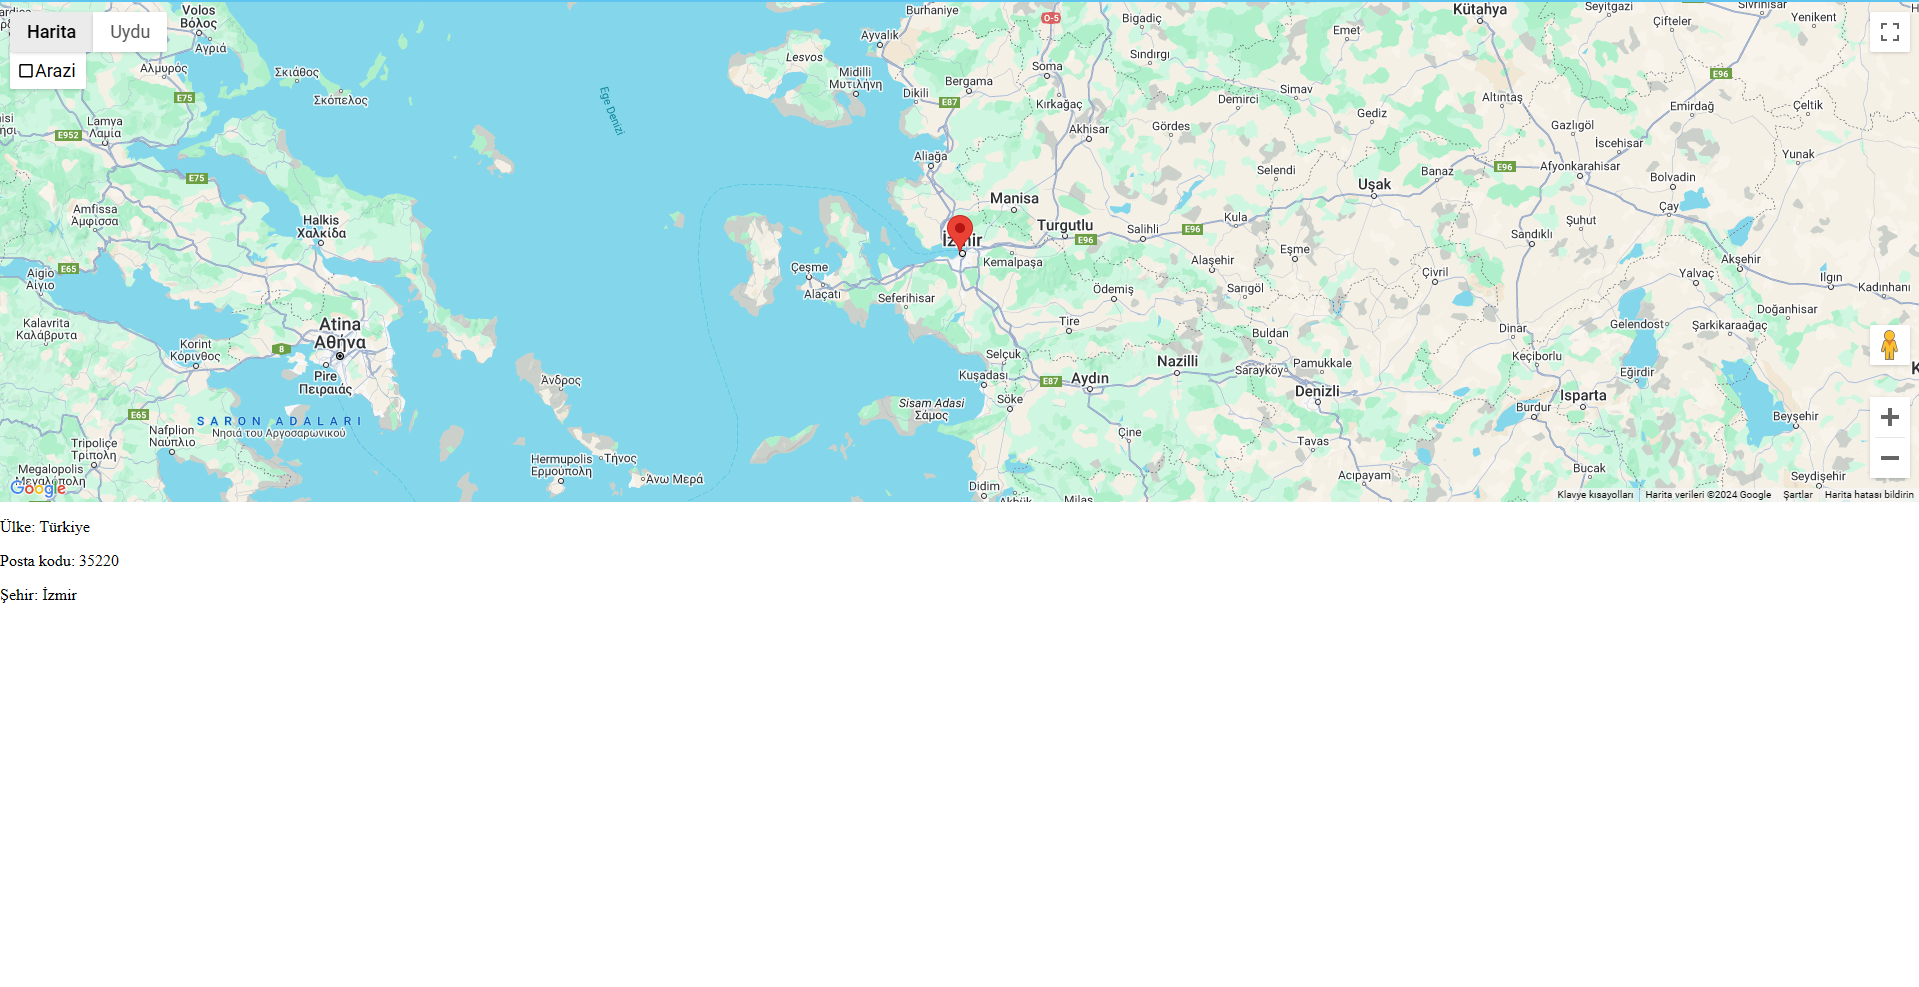 Harita
Uydu
Arazi
Volos
Βόλος
Αγριά
Αλμυρός
Σκιάθος
Σκόπελος
E75
Lamya
Λαμία
E952
E75
Amfissa
Άμφισσα
Halkis
Χαλκίδα
Aigio
Αίγιο
E65
Kalavrita
Καλάβρυτα
Korint
Κόρινθος
8
Atina
Αθήνα
Pire
Πειραιάς
E65
SARON ADALARI
Νησιά του Αργοσαρωνικού
Nafplion
Ναύπλιο
Tripoliçe
Τρίπολη
Megalopolis
Μεγαλόπολη
Google
Ege Denizi
Άνδρος
Hermupolis
Ερμούπολη
Τήνος
Άνω Μερά
Lesvos
Midilli
Μυτιλήνη
Burhaniye
Ayvalık
Bergama
Dikili
E87
Aliağa
Soma
Kırkağaç
Akhisar
O-5
Bigadiç
Sındırgı
Demirci
Gördes
Simav
Emet
Gediz
Selendi
Kütahya
Seyitgazi
Çifteler
Sivrihisar
Yenikent
E96
Altıntaş
Emirdağ
Çeltik
Gazlıgöl
İscehisar
Afyonkarahisar
E96
Banaz
Uşak
Bolvadin
Yunak
Çay
Şuhut
Sandıklı
Manisa
Turgutlu
E96
Salihli
E96
Kula
İzmir
Kemalpaşa
Eşme
Alaşehir
Çivril
Akşehir
Yalvaç
Ilgın
Kadınhanı
Çeşme
Alaçatı
Seferihisar
Ödemiş
Sarıgöl
Doğanhisar
Tire
Buldan
Dinar
Gelendost
Şarkikaraağaç
Selçuk
Nazilli
Sarayköy
Pamukkale
Keçiborlu
Eğirdir
Kuşadası
E87
Aydın
Denizli
Sisam Adasi
Σάμος
Söke
Burdur
Isparta
Beyşehir
Çine
Tavas
Acıpayam
Bucak
Seydişehir
Didim
Akbük
Milas
Klavye kısayolları
Harita verileri ©2024 Google
Şartlar
Harita hatası bildirin
Ülke: Türkiye
Posta kodu: 35220
Şehir: İzmir